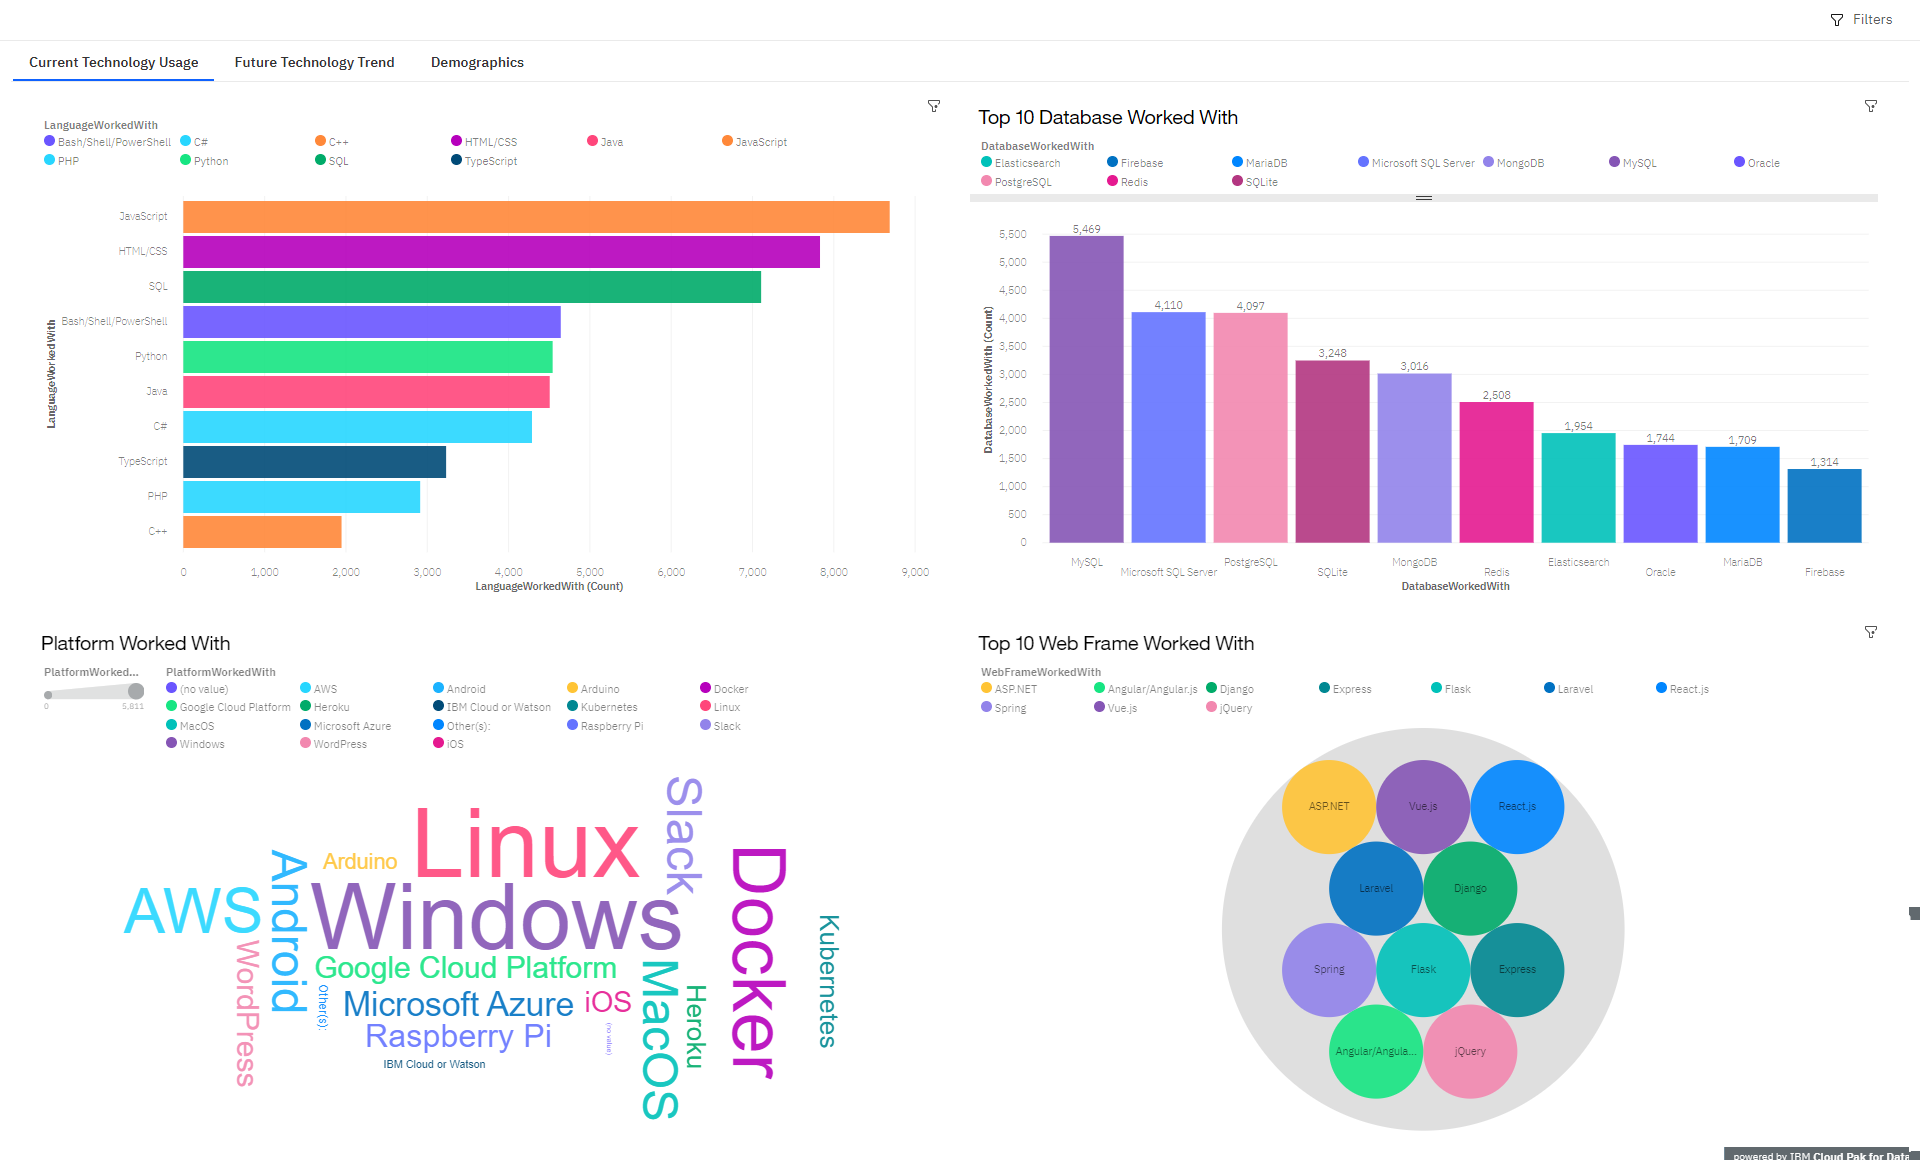 Filters
Current Technology Usage Future Technology Trend Demographics
LanguageWorkedWith
Bash/Shell/PowerShell C# C++ HTML/CSS Java JavaScript
PHP Python SQL TypeScript
LanguageWorkedWith
JavaScript
HTML/CSS
SQL
Bash/Shell/PowerShell
Python
Java
C#
TypeScript
PHP
C++
0 1,000 2,000 3,000 4,000 5,000 6,000 7,000 8,000 9,000
LanguageWorkedWith (Count)
Top 10 Database Worked With
DatabaseWorkedWith
Elasticsearch Firebase MariaDB Microsoft SQL Server MongoDB MySQL Oracle
PostgreSQL Redis SQLite
DatabaseWorkedWith (Count)
5,500
5,000
4,500
4,000
3,500
3,000
2,500
2,000
1,500
1,000
500
0
5,469
4,110
4,097
3,248
3,016
2,508
1,954
1,744
1,709
1,314
MySQL Microsoft SQL Server PostgreSQL SQLite MongoDB Redis Elasticsearch Oracle MariaDB Firebase
DatabaseWorkedWith
Platform Worked With
PlatformWorked...
0 5,811
PlatformWorkedWith
(no value) AWS Android Arduino Docker
Google Cloud Platform Heroku IBM Cloud or Watson Kubernetes Linux
MacOS Microsoft Azure Other(s): Raspberry Pi Slack
Windows WordPress iOS
Slack
Linux
Arduino
Android
Docker
AWS
Windows
Kubernetes
WordPress
Google Cloud Platform
MacOS
Other(s):
Microsoft Azure
iOS
Heroku
Raspberry Pi
(no value)
IBM Cloud or Watson
Top 10 Web Frame Worked With
WebFrameWorkedWith
ASP.NET Angular/Angular.js Django Express Flask Laravel React.js
Spring Vue.js jQuery
ASP.NET Vue.js React.js
Laravel Django
Spring Flask Express
Angular/Angula... jQuery
powered by IBM Cloud Pak for Data